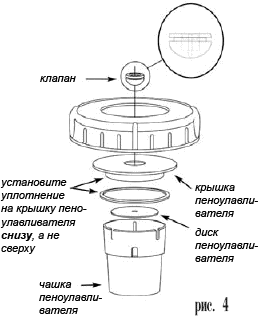 клапан
установите
уплотнение
на крышку пено-
улавливателя
снизу, а не
сверху
крышка
пеноулавли-
вателя
диск
пеноулавли-
вателя
чашка
пеноулавли-
вателя
рис. 4